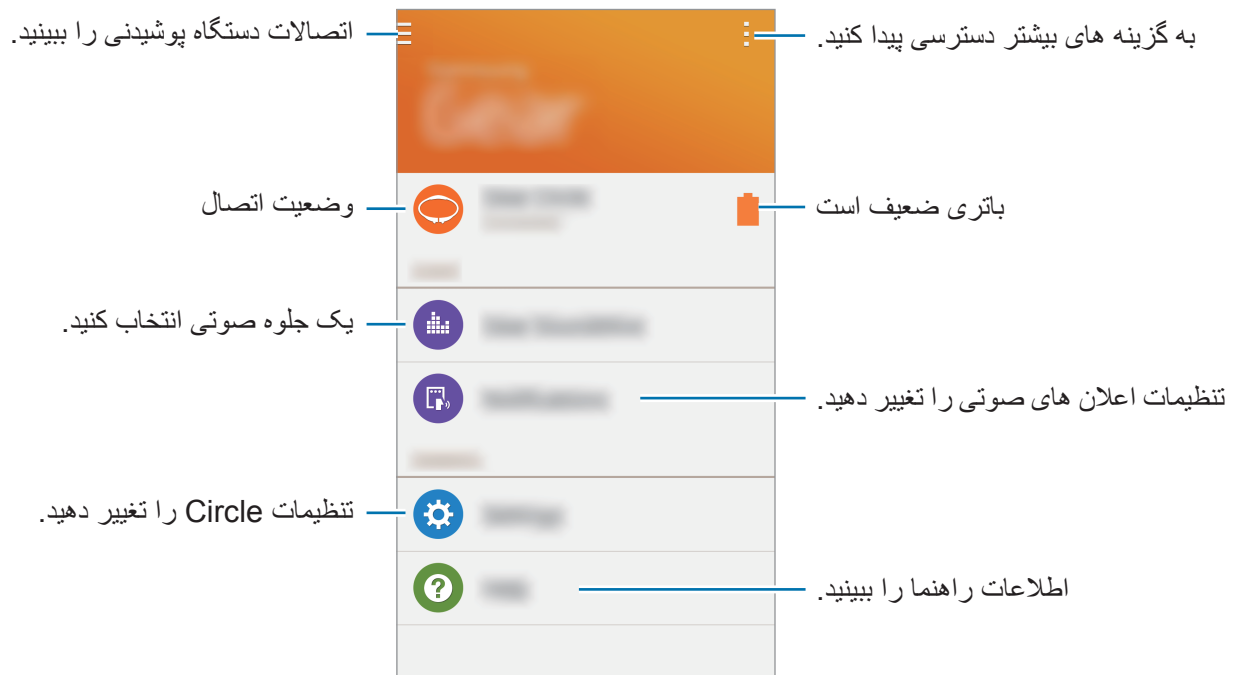 اتصالات دستگاه پوشیدنی را ببینید.
به گزینه های بیشتر دسترسی پیدا کنید.
Gear
وضعیت اتصال
باتری ضعیف است
یک جلوه صوتی انتخاب کنید.
تنظیمات اعلان های صوتی را تغییر دهید.
تنظیمات Circle را تغییر دهید.
اطلاعات راهنما را ببینید.